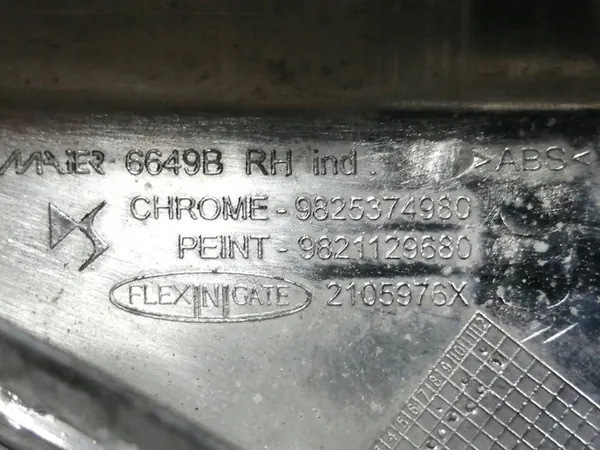 MAIER 6649B RH ind. >ABS<
CHROME-9825374980
PEINT-9821129680
FLEX|N|GATE 2105976X